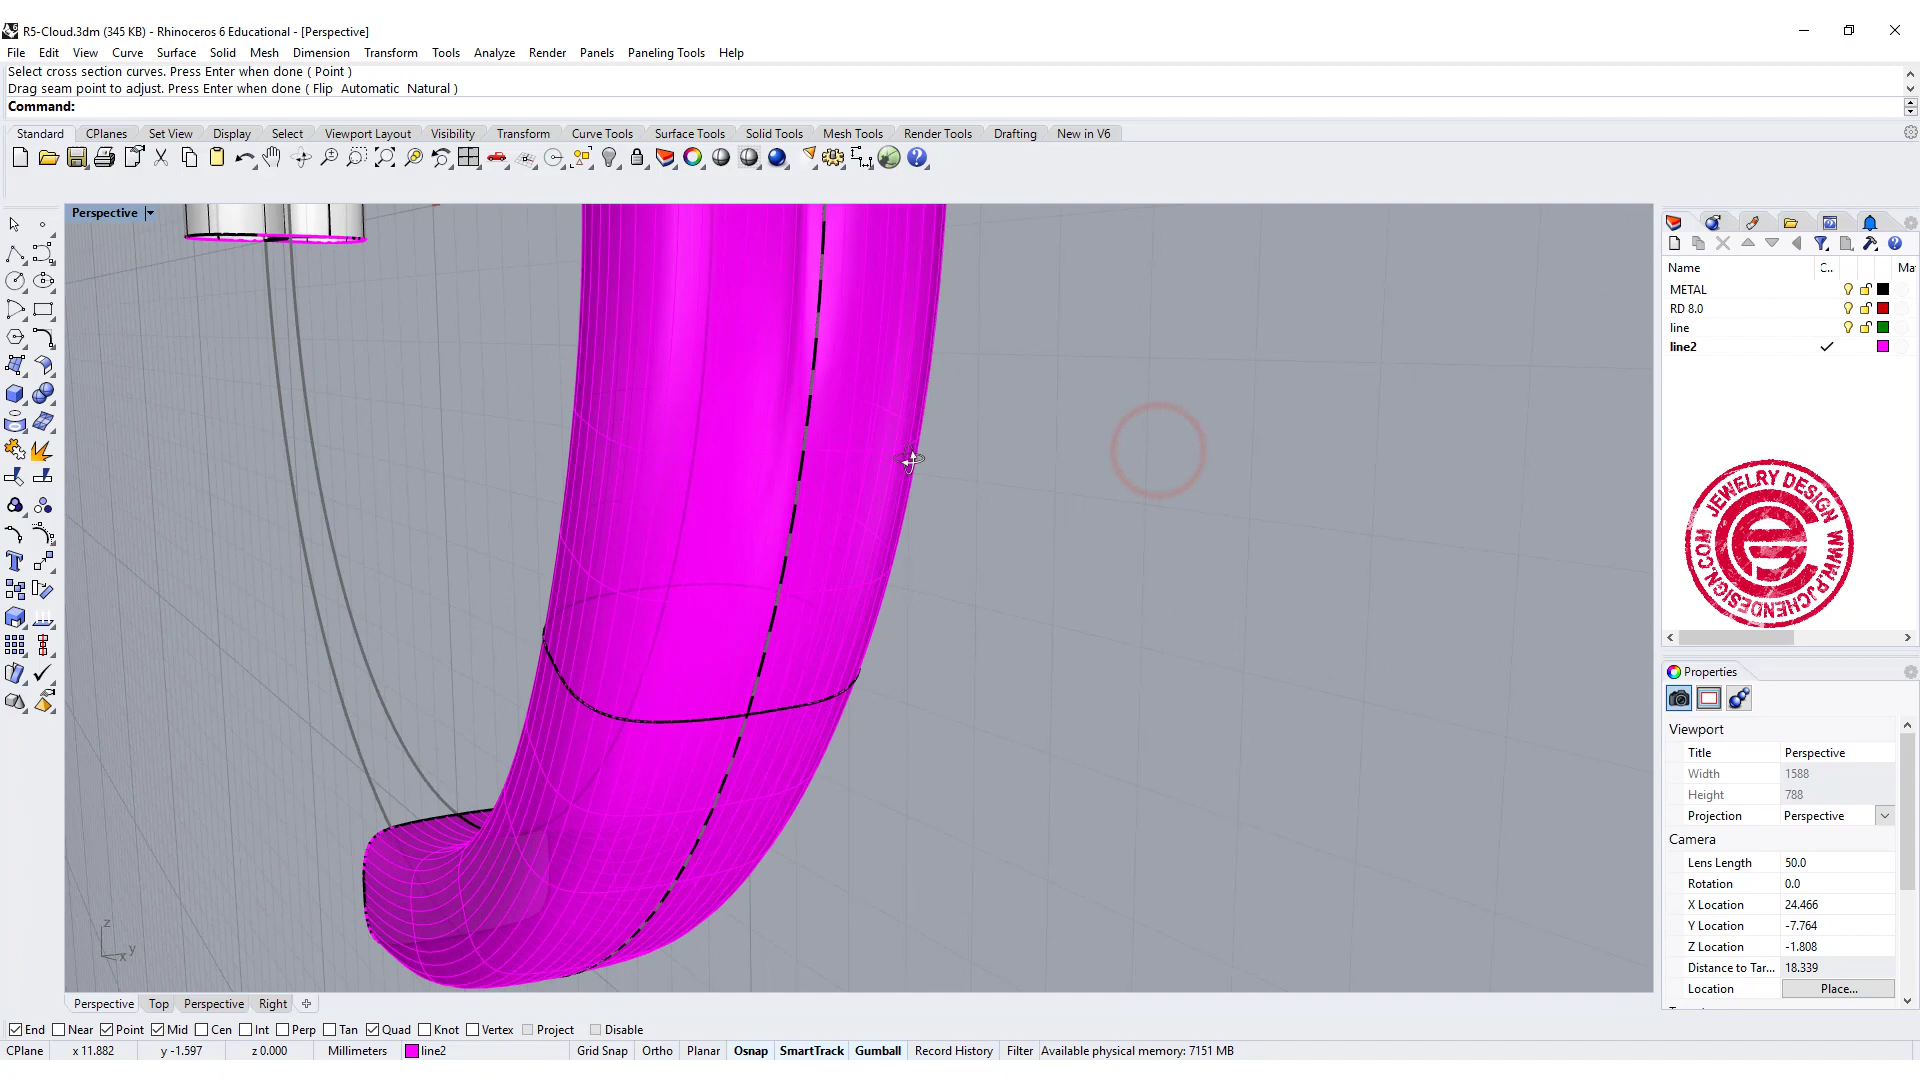 R5-Cloud.3dm (345 KB) - Rhinoceros 6 Educational - [Perspective]
File Edit View Curve Surface Solid Mesh Dimension Transform Tools Analyze Render Panels Paneling Tools Help
Select cross section curves. Press Enter when done ( Point )
Drag seam point to adjust. Press Enter when done ( Flip Automatic Natural )
Command:
Standard CPlanes Set View Display Select Viewport Layout Visibility Transform Curve Tools Surface Tools Solid Tools Mesh Tools Render Tools Drafting New in V6
Perspective
Name C.. Ma
METAL
RD 8.0
line
line2
JEWELRY DESIGN
WWW.PJCHENDESIGN.COM
Properties
Viewport
Title Perspective
Width 1588
Height 788
Projection Perspective
Camera
Lens Length 50.0
Rotation 0.0
X Location 24.466
Y Location -7.764
Z Location -1.808
Distance to Tar... 18.339
Location Place...
z
y
x
Perspective Top Perspective Right
End Near Point Mid Cen Int Perp Tan Quad Knot Vertex Project Disable
CPlane x 11.882 y -1.597 z 0.000 Millimeters line2 Grid Snap Ortho Planar Osnap SmartTrack Gumball Record History Filter Available physical memory: 7151 MB